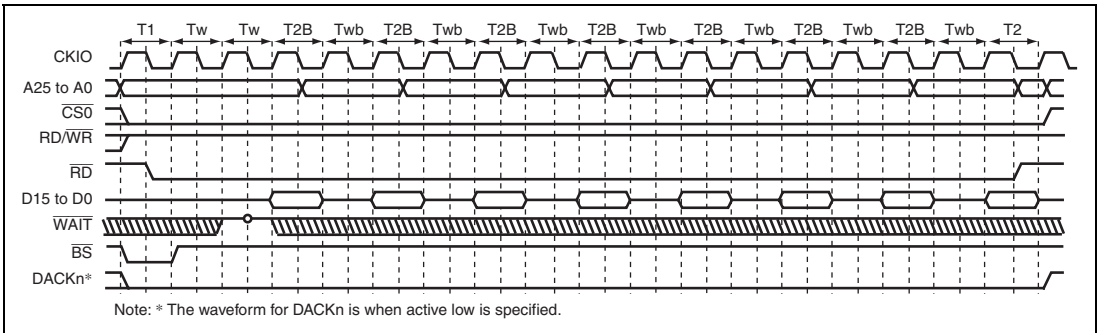 T1 Tw Tw T2B Twb T2B Twb T2B Twb T2B Twb T2B Twb T2B Twb T2B Twb T2
CKIO
A25 to A0
CS0
RD/WR
RD
D15 to D0
WAIT
BS
DACKn*
Note: * The waveform for DACKn is when active low is specified.